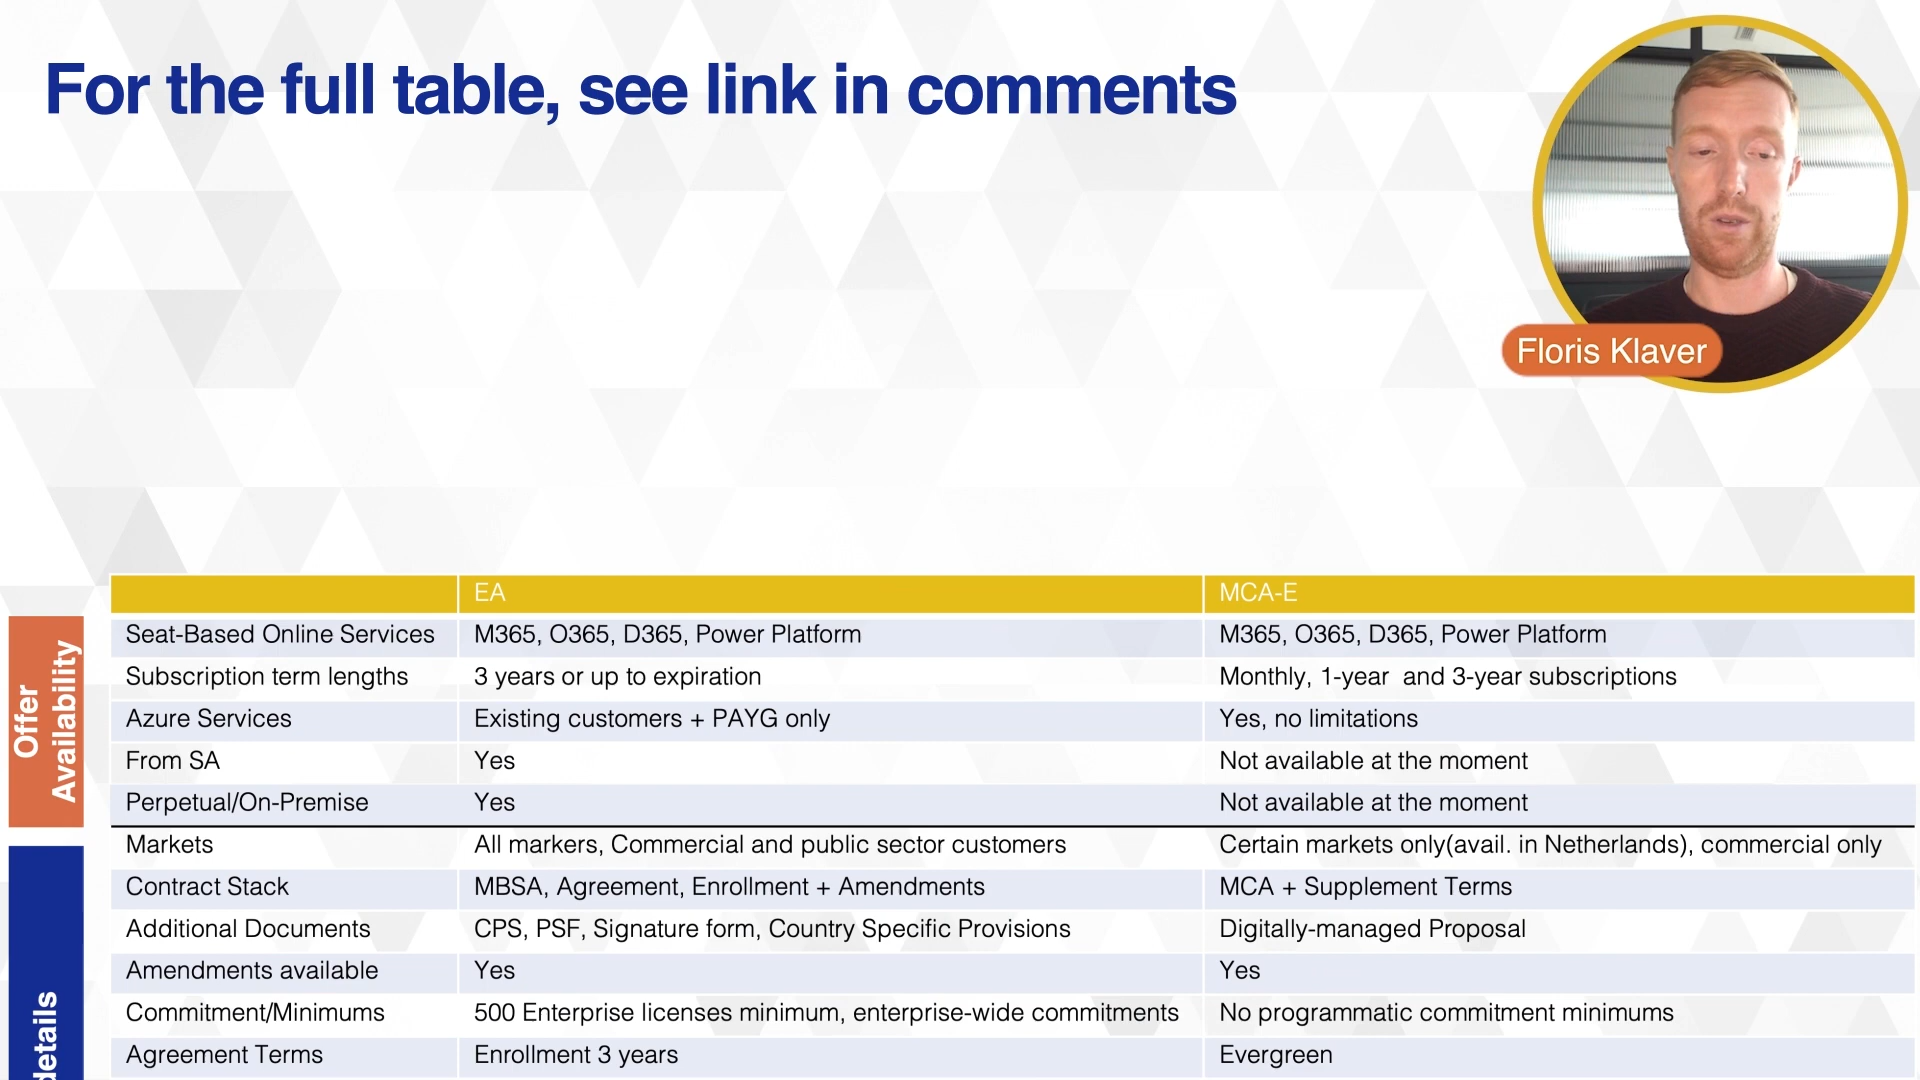 For the full table, see link in comments
Floris Klaver
EA MCA-E
Offer
Availability
Seat-Based Online Services M365, O365, D365, Power Platform M365, O365, D365, Power Platform
Subscription term lengths 3 years or up to expiration Monthly, 1-year and 3-year subscriptions
Azure Services Existing customers + PAYG only Yes, no limitations
From SA Yes Not available at the moment
Perpetual/On-Premise Yes Not available at the moment
details
Markets All markers, Commercial and public sector customers Certain markets only(avail. in Netherlands), commercial only
Contract Stack MBSA, Agreement, Enrollment + Amendments MCA + Supplement Terms
Additional Documents CPS, PSF, Signature form, Country Specific Provisions Digitally-managed Proposal
Amendments available Yes Yes
Commitment/Minimums 500 Enterprise licenses minimum, enterprise-wide commitments No programmatic commitment minimums
Agreement Terms Enrollment 3 years Evergreen